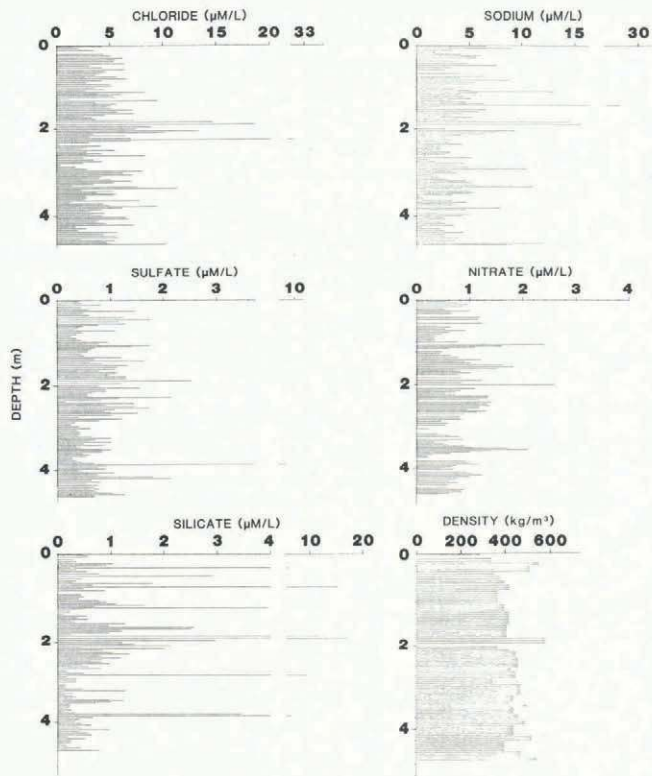 CHLORIDE (µM/L)
0 5 10 15 20 33
0
2
4
SODIUM (µM/L)
0 5 10 15 30
0
2
4
SULFATE (µM/L)
0 1 2 3 10
0
2
4
NITRATE (µM/L)
0 1 2 3 4
0
2
4
DEPTH (m)
SILICATE (µM/L)
0 1 2 3 4 10 20
0
2
4
DENSITY (kg/m³)
0 200 400 600
0
2
4